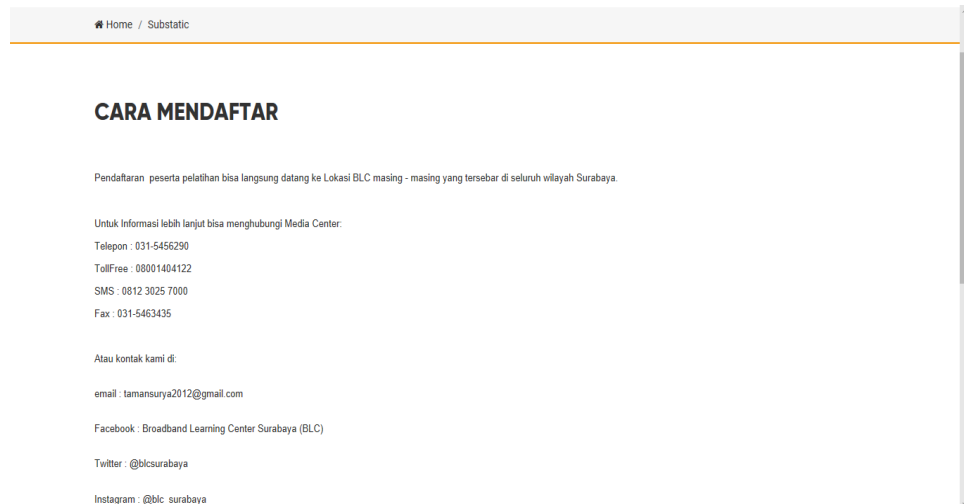 Home / Substatic
CARA MENDAFTAR
Pendaftaran peserta pelatihan bisa langsung datang ke Lokasi BLC masing - masing yang tersebar di seluruh wilayah Surabaya.
Untuk Informasi lebih lanjut bisa menghubungi Media Center:
Telepon : 031-5456290
TollFree : 08001404122
SMS : 0812 3025 7000
Fax : 031-5463435
Atau kontak kami di:
email : tamansurya2012@gmail.com
Facebook : Broadband Learning Center Surabaya (BLC)
Twitter : @blcsurabaya
Instagram : @blc_surabaya